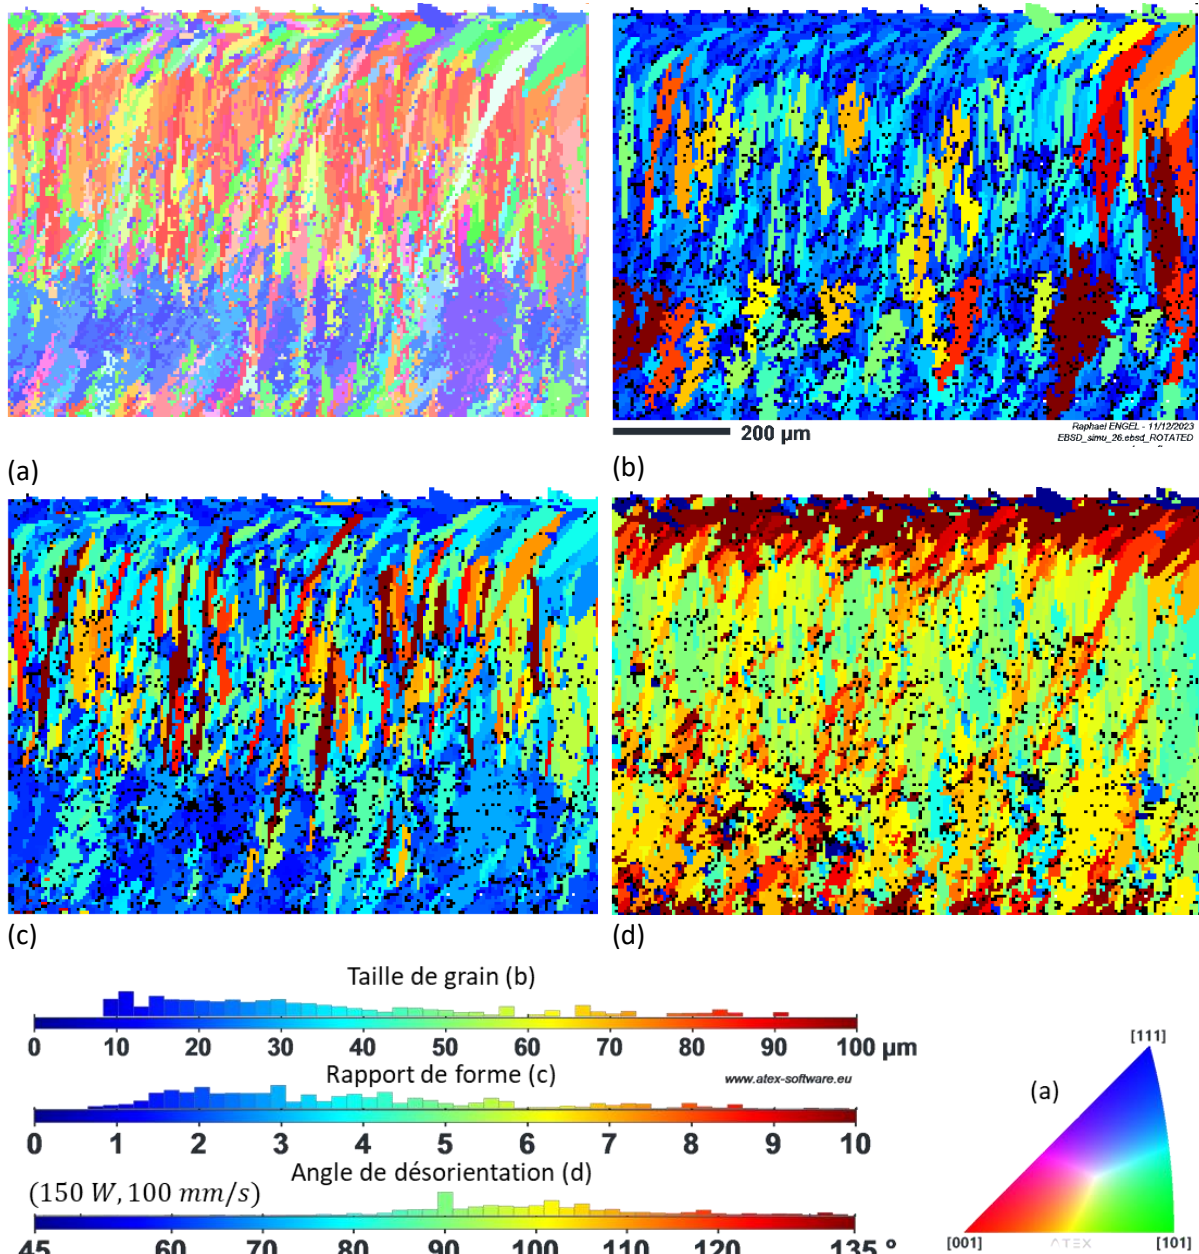 200 µm
Raphael ENGEL - 11/12/2023
EBSD_simu_26.ebsd_ROTATED
(a)
(b)
(c)
(d)
Taille de grain (b)
0 10 20 30 40 50 60 70 80 90 100 µm
Rapport de forme (c)
www.atex-software.eu
0 1 2 3 4 5 6 7 8 9 10
Angle de désorientation (d)
(150 W, 100 mm/s)
45 60 70 80 90 100 110 120 135 °
[111]
(a)
[001]
ATEX
[101]